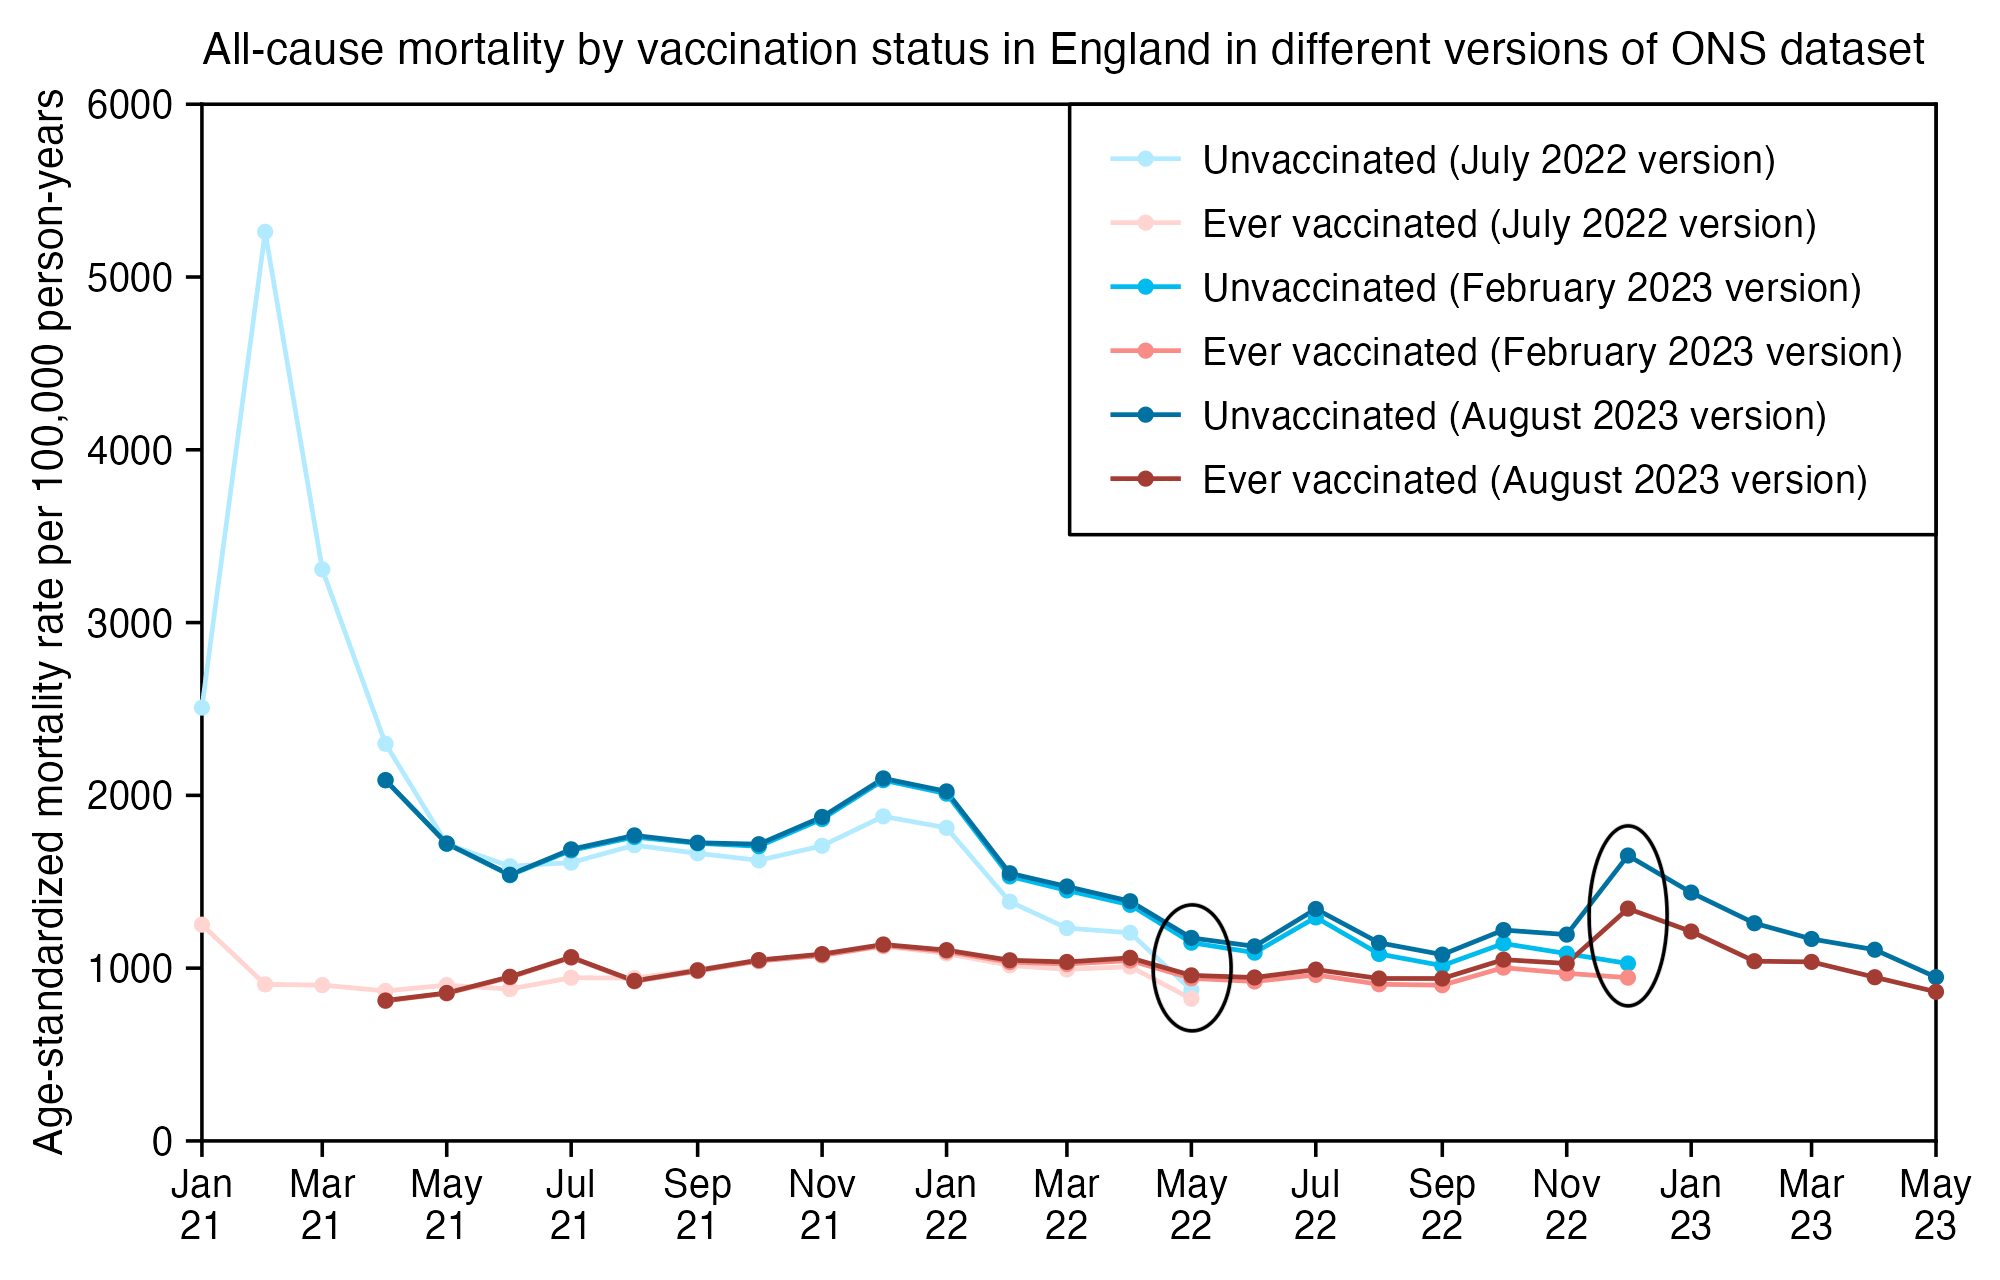 All-cause mortality by vaccination status in England in different versions of ONS dataset
Age-standardized mortality rate per 100,000 person-years
6000
5000
4000
3000
2000
1000
0
Unvaccinated (July 2022 version)
Ever vaccinated (July 2022 version)
Unvaccinated (February 2023 version)
Ever vaccinated (February 2023 version)
Unvaccinated (August 2023 version)
Ever vaccinated (August 2023 version)
Jan Mar May Jul Sep Nov Jan Mar May Jul Sep Nov Jan Mar May
21 21 21 21 21 21 22 22 22 22 22 22 23 23 23